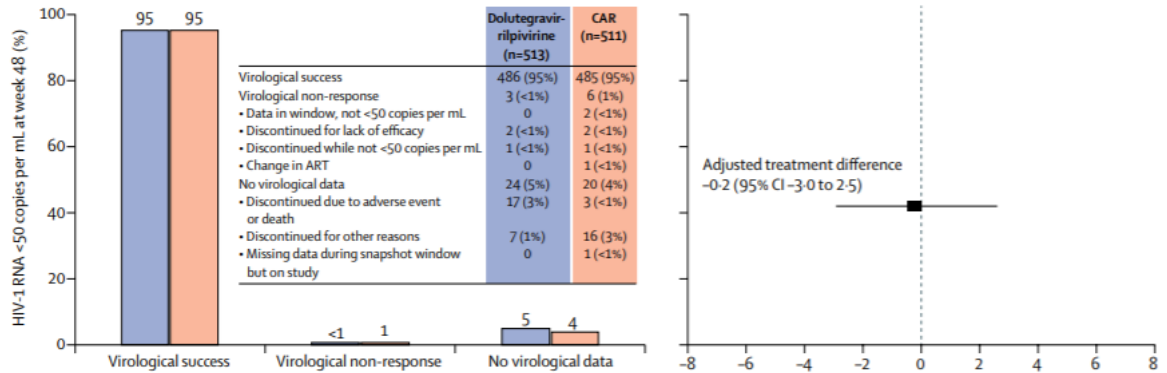 HIV-1 RNA <50 copies per mL at week 48 (%)
100
80
60
40
20
0
95
95
<1
1
5
4
Virological success
Virological non-response
No virological data
Dolutegravir-
rilpivirine
(n=513)
CAR
(n=511)
Virological success 486 (95%) 485 (95%)
Virological non-response 3 (<1%) 6 (1%)
• Data in window, not <50 copies per mL 0 2 (<1%)
• Discontinued for lack of efficacy 2 (<1%) 2 (<1%)
• Discontinued while not <50 copies per mL 1 (<1%) 1 (<1%)
• Change in ART 0 1 (<1%)
No virological data 24 (5%) 20 (4%)
• Discontinued due to adverse event 17 (3%) 3 (<1%)
or death
• Discontinued for other reasons 7 (1%) 16 (3%)
• Missing data during snapshot window 0 1 (<1%)
but on study
Adjusted treatment difference
–0·2 (95% CI –3·0 to 2·5)
–8 –6 –4 –2 0 2 4 6 8